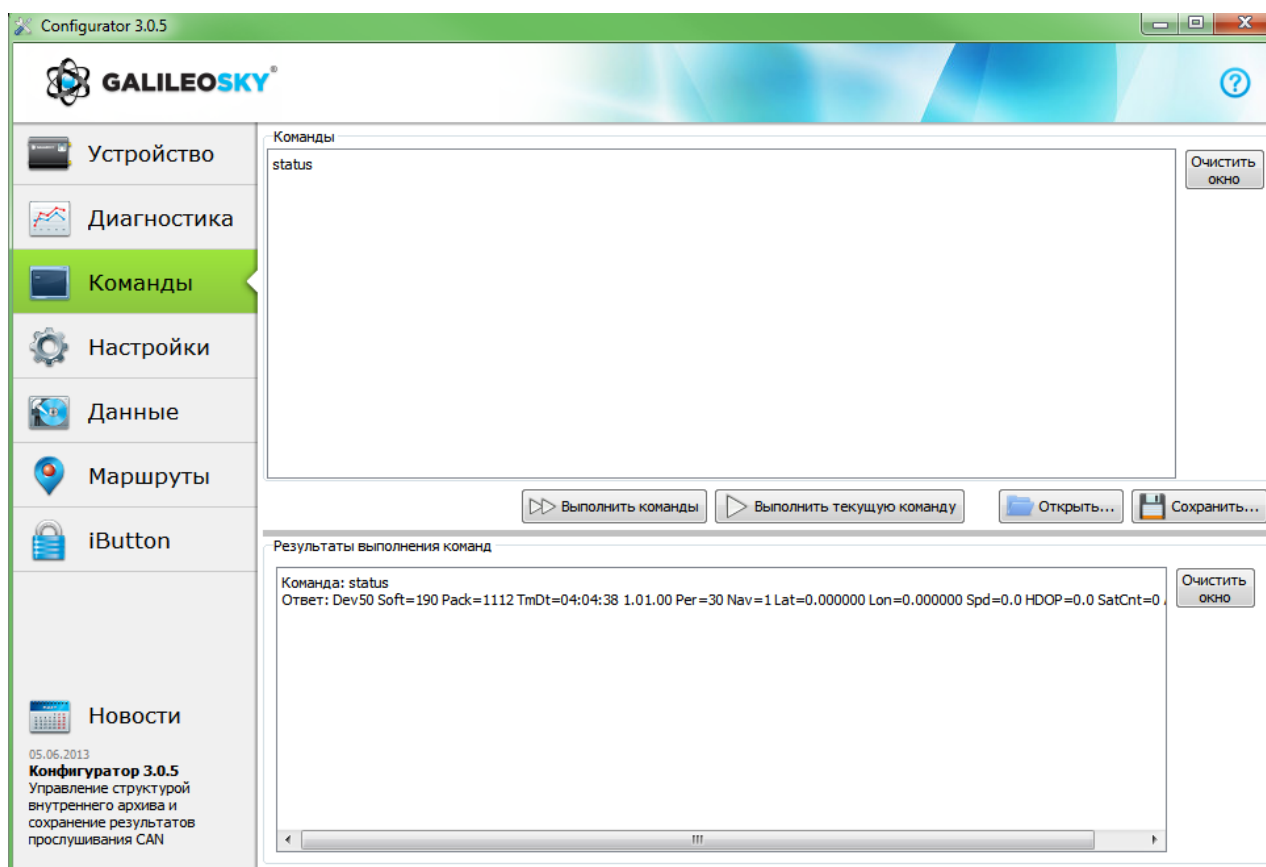 Configurator 3.0.5
GALILEOSKY®
?
Устройство
Диагностика
Команды
Настройки
Данные
Маршруты
iButton
Новости
05.06.2013
Конфигуратор 3.0.5
Управление структурой
внутреннего архива и
сохранение результатов
прослушивания CAN
Команды
status
Очистить
окно
Выполнить команды
Выполнить текущую команду
Открыть...
Сохранить...
Результаты выполнения команд
Команда: status
Ответ: Dev50 Soft=190 Pack=1112 TmDt=04:04:38 1.01.00 Per=30 Nav=1 Lat=0.000000 Lon=0.000000 Spd=0.0 HDOP=0.0 SatCnt=0
Очистить
окно